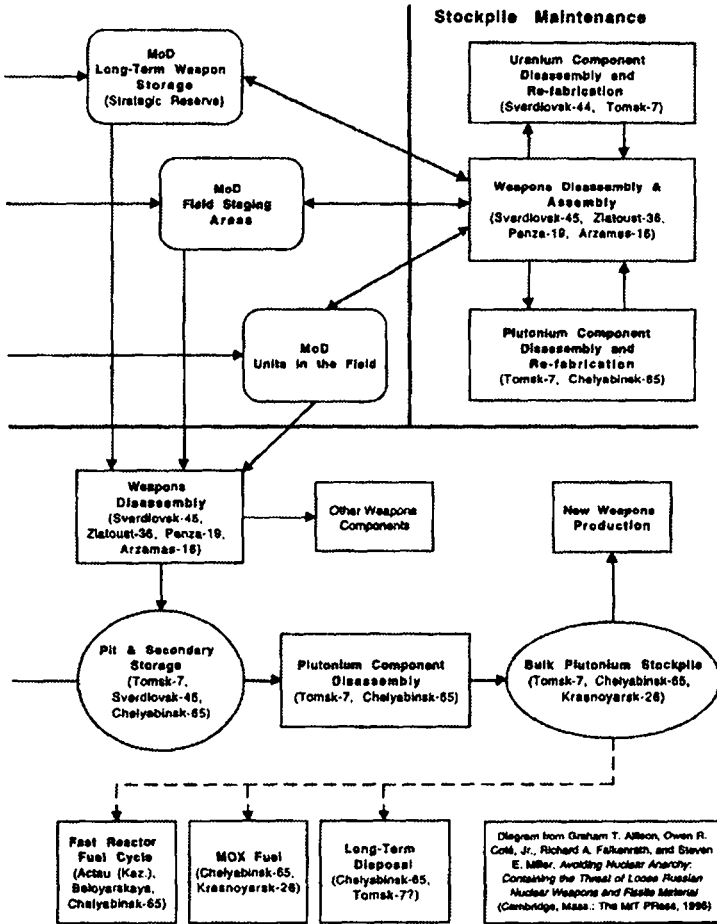 Stockpile Maintenance
MoD
Long-Term Weapon
Storage
(Strategic Reserve)
Uranium Component
Disassembly and
Re-fabrication
(Sverdlovsk-44, Tomsk-7)
MoD
Field Staging
Areas
Weapons Disassembly &
Assembly
(Sverdlovsk-45, Zlatoust-36,
Penza-19, Arzamas-16)
MoD
Units in the Field
Plutonium Component
Disassembly and
Re-fabrication
(Tomsk-7, Chelyabinsk-65)
Weapons
Disassembly
(Sverdlovsk-45,
Zlatoust-36, Penza-19,
Arzamas-16)
Other Weapons
Components
New Weapons
Production
Pit & Secondary
Storage
(Tomsk-7,
Sverdlovsk-45,
Chelyabinsk-65)
Plutonium Component
Disassembly
(Tomsk-7, Chelyabinsk-65)
Bulk Plutonium Stockpile
(Tomsk-7, Chelyabinsk-65,
Krasnoyarsk-26)
Fast Reactor
Fuel Cycle
(Actau (Kaz.),
Beloyarskaya,
Chelyabinsk-65)
MOX Fuel
(Chelyabinsk-65,
Krasnoyarsk-26)
Long-Term
Disposal
(Chelyabinsk-65,
Tomsk-7?)
Diagram from Graham T. Allison, Owen R.
Coté, Jr., Richard A. Falkenrath, and Steven
E. Miller, Avoiding Nuclear Anarchy:
Containing the Threat of Loose Russian
Nuclear Weapons and Fissile Material
(Cambridge, Mass.: The MIT PRess, 1996)